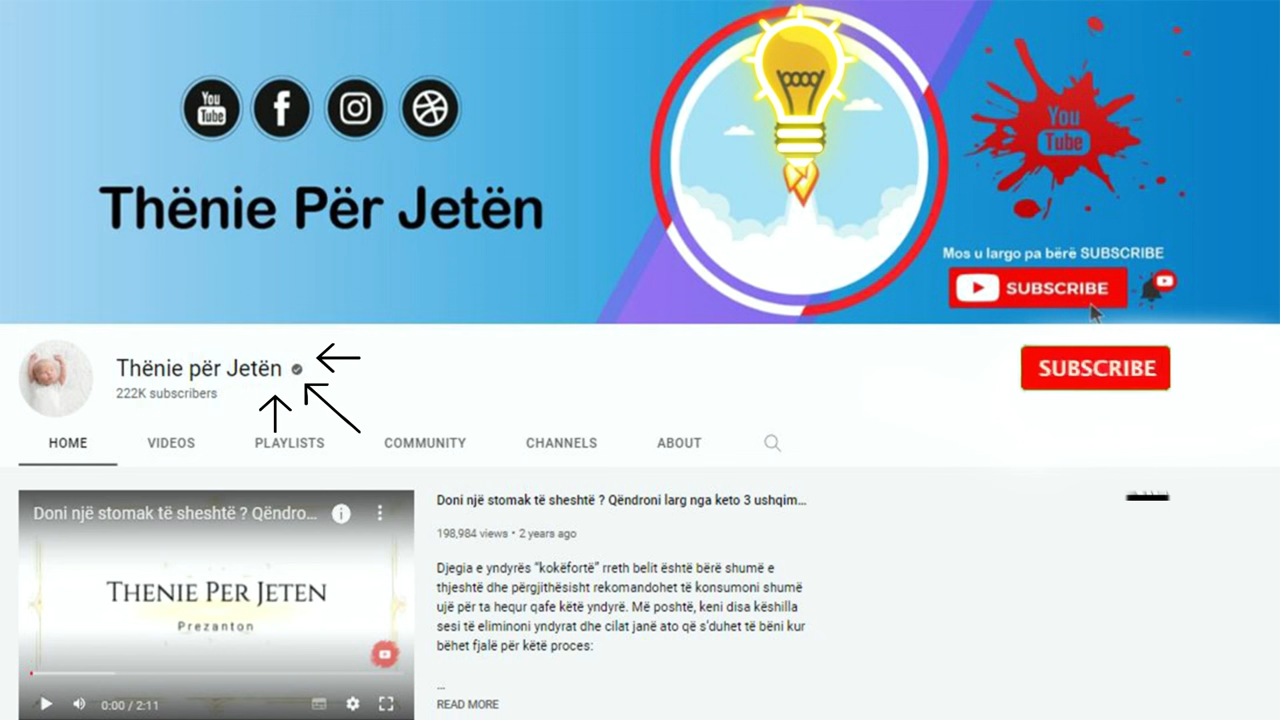 You
Tube
Thënie Për Jetën
You
Tube
Mos u largo pa bërë SUBSCRIBE
SUBSCRIBE
Thënie për Jetën
222K subscribers
SUBSCRIBE
HOME VIDEOS PLAYLISTS COMMUNITY CHANNELS ABOUT
Doni një stomak të sheshtë ? Qëndro...
THENIE PER JETEN
Prezanton
0:00 / 2:11
Doni një stomak të sheshtë ? Qëndroni larg nga keto 3 ushqim...
198,984 views • 2 years ago
Djegia e yndyrës “kokëfortë” rreth belit është bërë shumë e
thjeshtë dhe përgjithësisht rekomandohet të konsumoni shumë
ujë për ta hequr qafe këtë yndyrë. Më poshtë, keni disa këshilla
sesi të eliminoni yndyrat dhe cilat janë ato që s’duhet të bëni kur
bëhet fjalë për këtë proces:
...
READ MORE